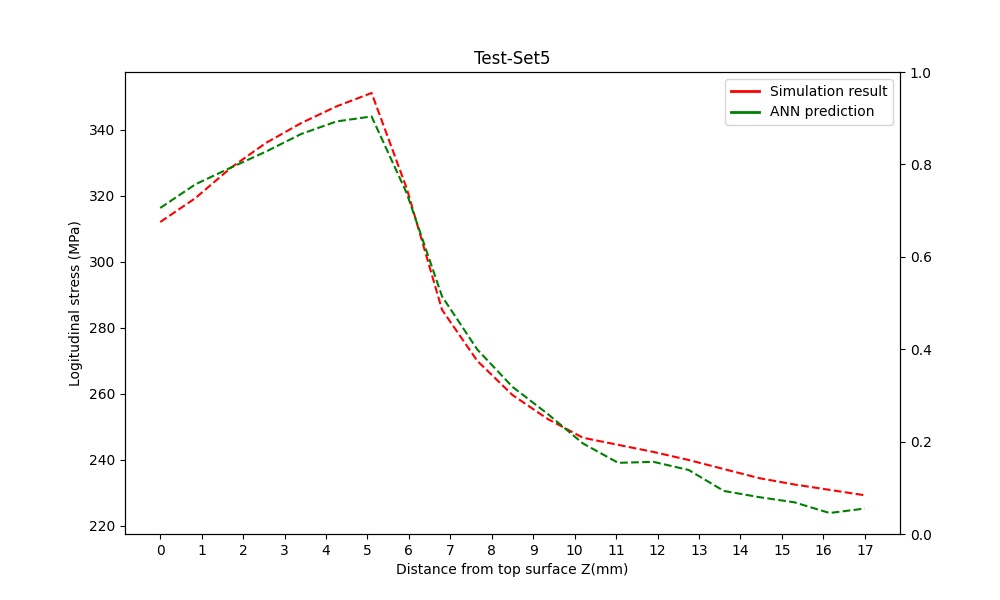 Test-Set5
Simulation result
ANN prediction
Logitudinal stress (MPa)
340
320
300
280
260
240
220
1.0
0.8
0.6
0.4
0.2
0.0
0 1 2 3 4 5 6 7 8 9 10 11 12 13 14 15 16 17
Distance from top surface Z(mm)